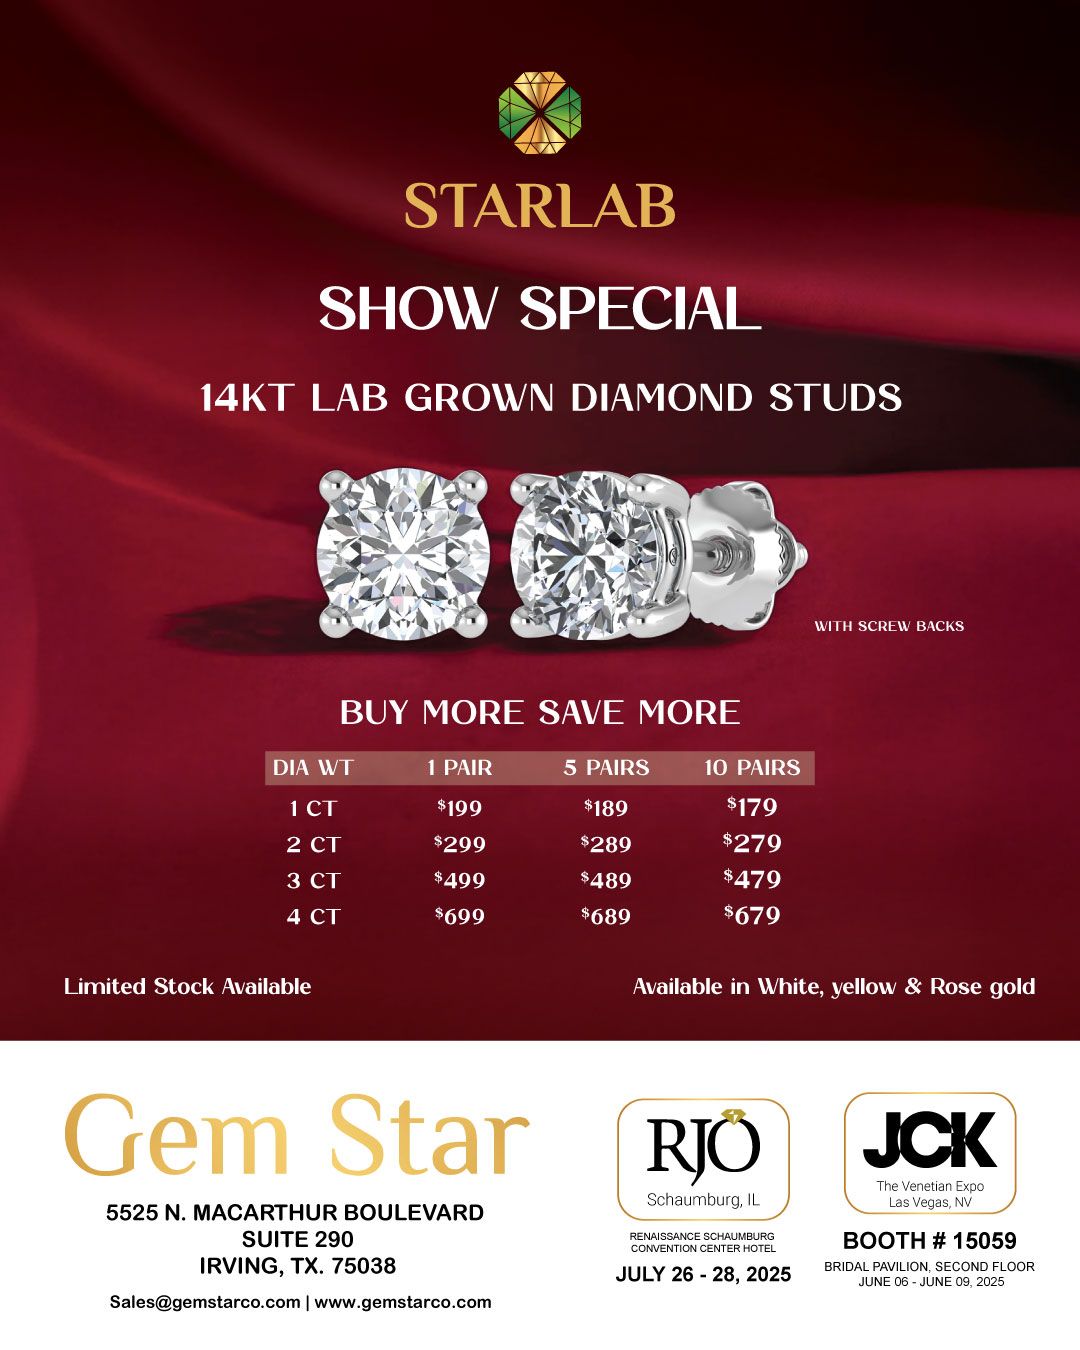 STARLAB
SHOW SPECIAL
14KT LAB GROWN DIAMOND STUDS
WITH SCREW BACKS
BUY MORE SAVE MORE
DIA WT 1 PAIR 5 PAIRS 10 PAIRS
1 CT $199 $189 $179
2 CT $299 $289 $279
3 CT $499 $489 $479
4 CT $699 $689 $679
Limited Stock Available
Available in White, yellow & Rose gold
Gem Star
5525 N. MACARTHUR BOULEVARD
SUITE 290
IRVING, TX. 75038
Sales@gemstarco.com | www.gemstarco.com
RJO
Schaumburg, IL
RENAISSANCE SCHAUMBURG
CONVENTION CENTER HOTEL
JULY 26 - 28, 2025
JCK
The Venetian Expo
Las Vegas, NV
BOOTH # 15059
BRIDAL PAVILION, SECOND FLOOR
JUNE 06 - JUNE 09, 2025